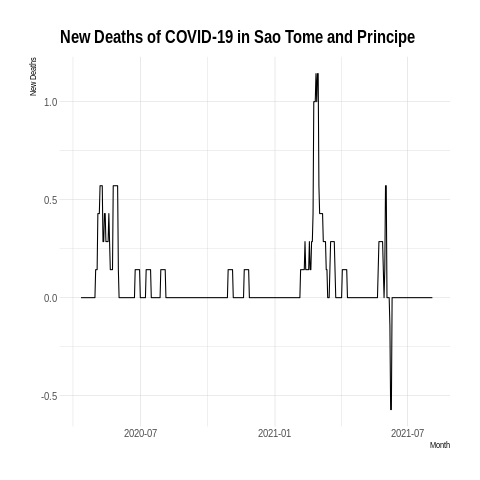 New Deaths of COVID-19 in Sao Tome and Principe
New Deaths
1.0
0.5
0.0
-0.5
2020-07
2021-01
2021-07
Month